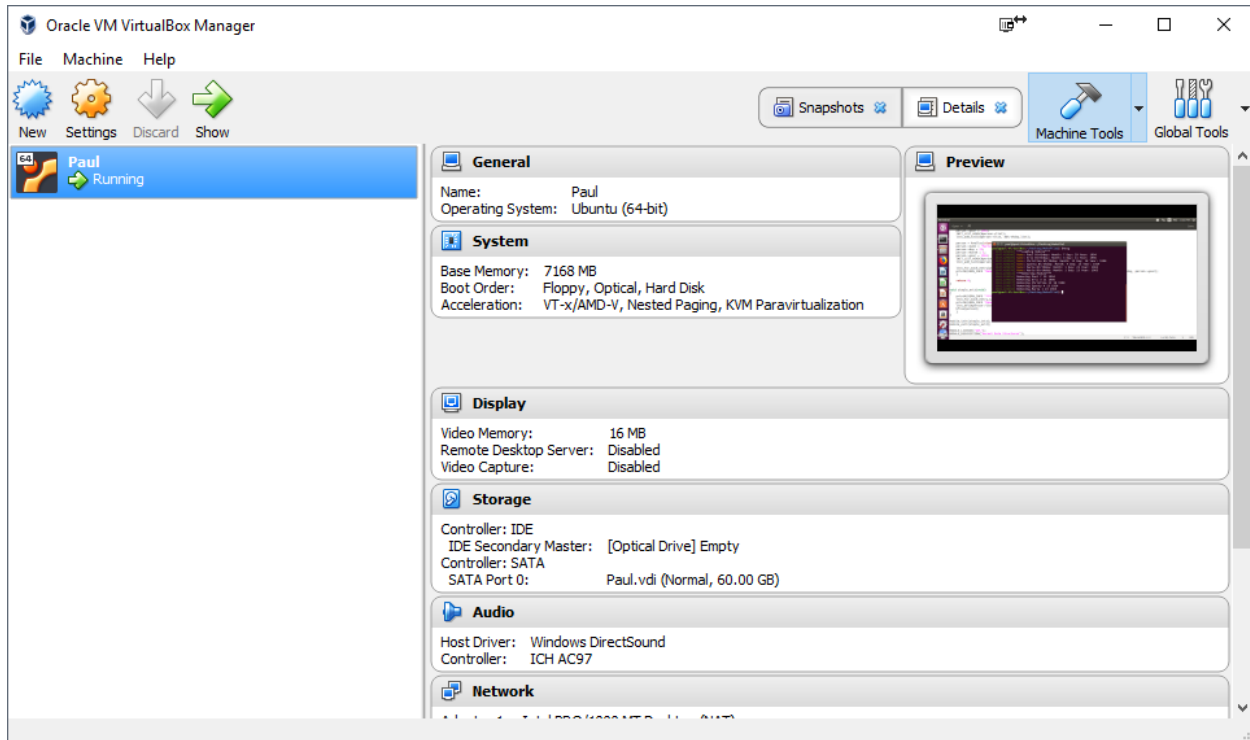 Oracle VM VirtualBox Manager
File Machine Help
New Settings Discard Show
Snapshots Details
Machine Tools Global Tools
64
Paul
Running
General
Name: Paul
Operating System: Ubuntu (64-bit)
Preview
System
Base Memory: 7168 MB
Boot Order: Floppy, Optical, Hard Disk
Acceleration: VT-x/AMD-V, Nested Paging, KVM Paravirtualization
Display
Video Memory: 16 MB
Remote Desktop Server: Disabled
Video Capture: Disabled
Storage
Controller: IDE
IDE Secondary Master: [Optical Drive] Empty
Controller: SATA
SATA Port 0: Paul.vdi (Normal, 60.00 GB)
Audio
Host Driver: Windows DirectSound
Controller: ICH AC97
Network